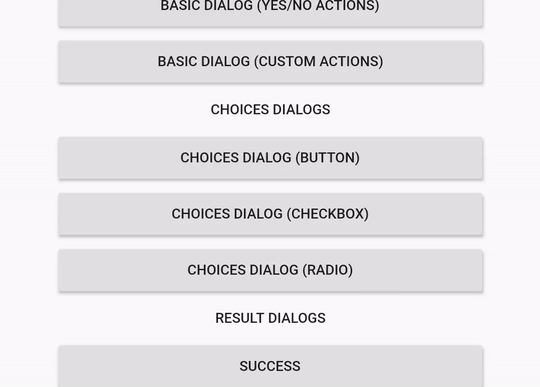 BASIC DIALOG (YES/NO ACTIONS)
BASIC DIALOG (CUSTOM ACTIONS)
CHOICES DIALOGS
CHOICES DIALOG (BUTTON)
CHOICES DIALOG (CHECKBOX)
CHOICES DIALOG (RADIO)
RESULT DIALOGS
SUCCESS